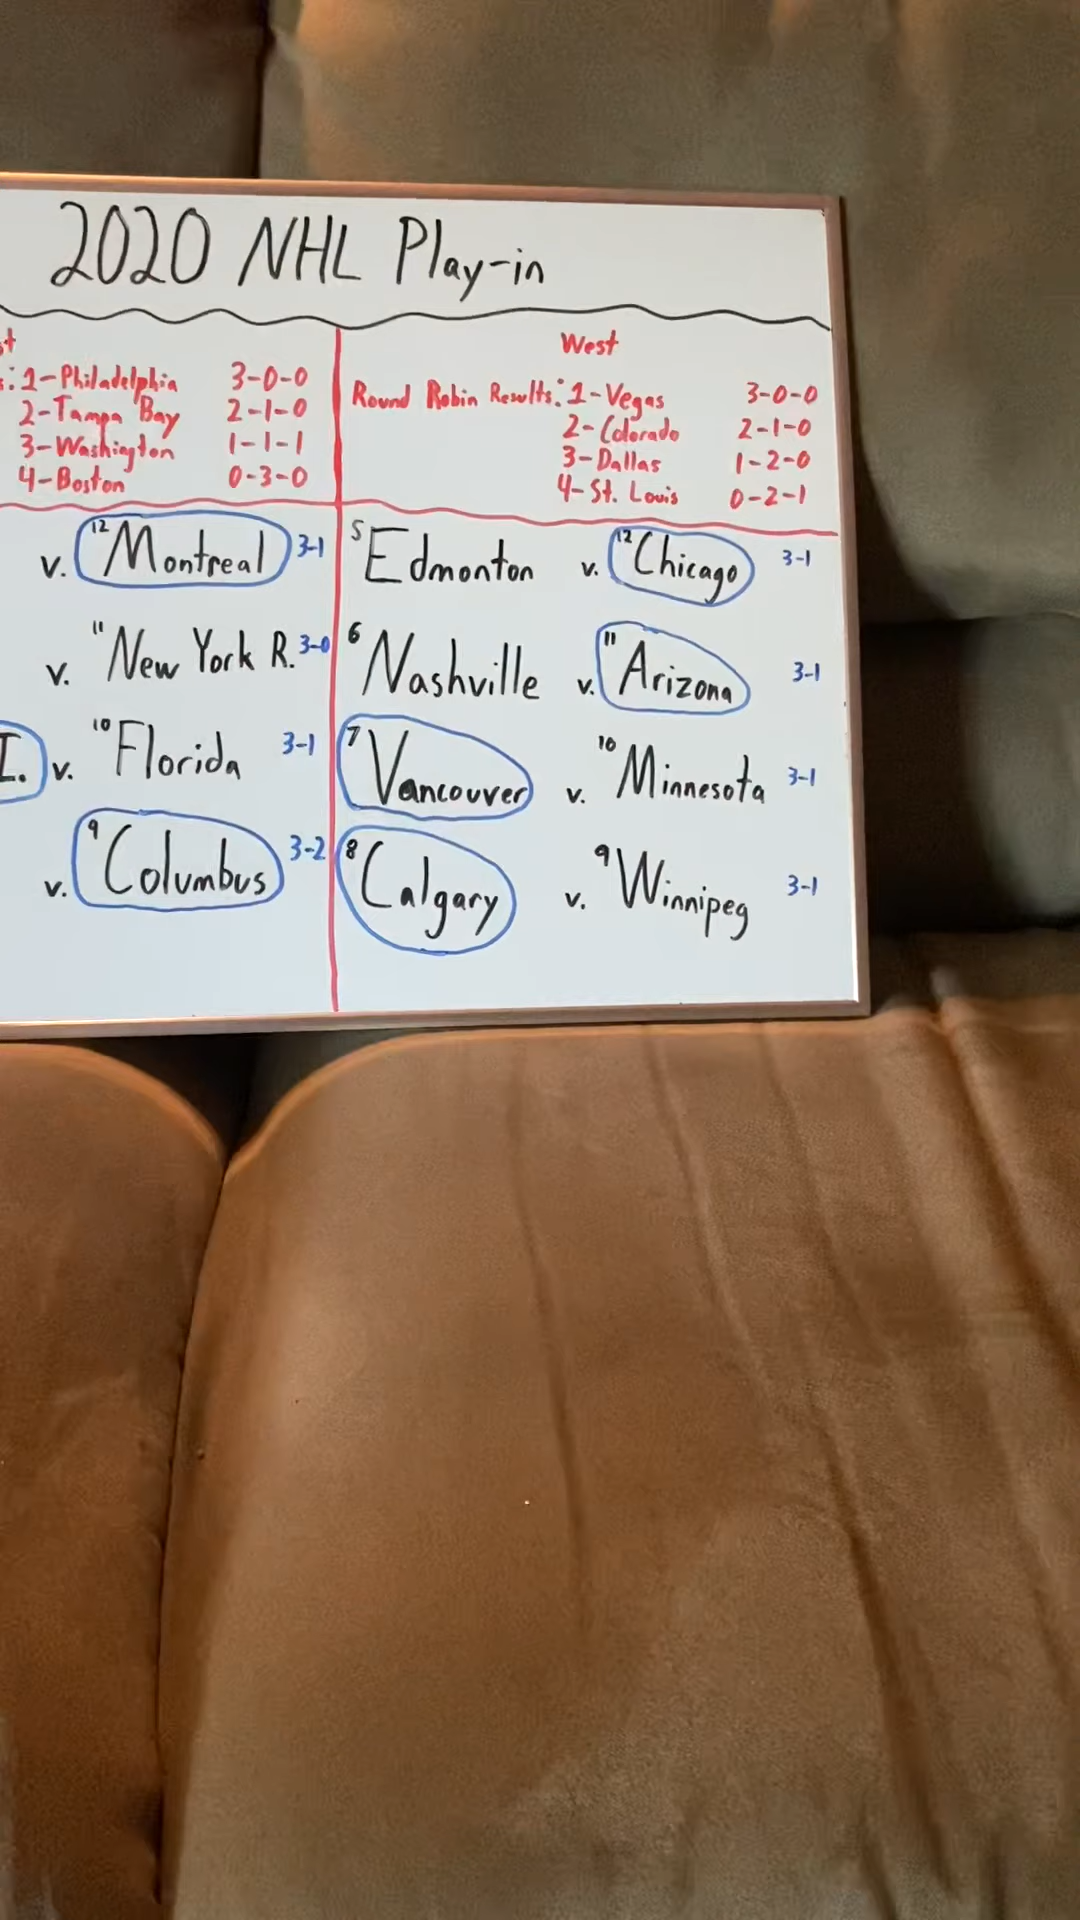 2020 NHL Play-in
st
s: 1-Philadelphia 3-0-0
2-Tampa Bay 2-1-0
3-Washington 1-1-1
4-Boston 0-3-0
v. 12 Montreal 3-1
v. 11 New York R. 3-0
I. v. 10 Florida 3-1
v. 9 Columbus 3-2
West
Round Robin Results: 1-Vegas 3-0-0
2-Colorado 2-1-0
3-Dallas 1-2-0
4-St. Louis 0-2-1
5 Edmonton v. 12 Chicago 3-1
6 Nashville v. 11 Arizona 3-1
7 Vancouver v. 10 Minnesota 3-1
8 Calgary v. 9 Winnipeg 3-1